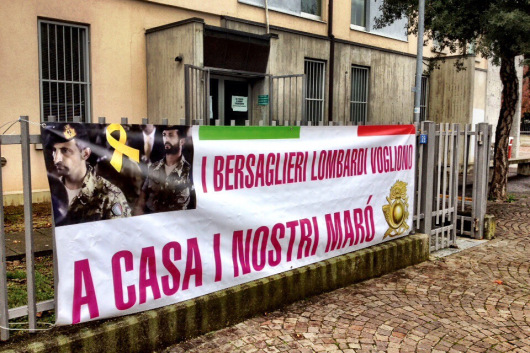 I BERSAGLIERI LOMBARDI VOGLIONO
A CASA I NOSTRI MARÓ